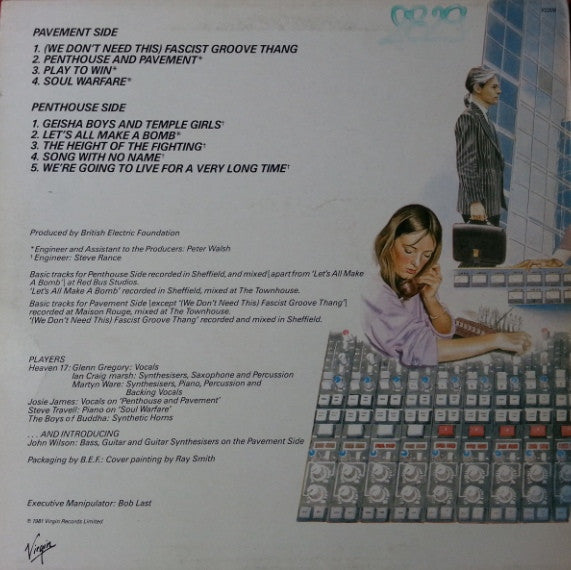 PAVEMENT SIDE
1. (WE DON'T NEED THIS) FASCIST GROOVE THANG
2. PENTHOUSE AND PAVEMENT*
3. PLAY TO WIN*
4. SOUL WARFARE*
PENTHOUSE SIDE
1. GEISHA BOYS AND TEMPLE GIRLS†
2. LET'S ALL MAKE A BOMB*
3. THE HEIGHT OF THE FIGHTING†
4. SONG WITH NO NAME†
5. WE'RE GOING TO LIVE FOR A VERY LONG TIME†
Produced by British Electric Foundation
*Engineer and Assistant to the Producers: Peter Walsh
†Engineer: Steve Rance
Basic tracks for Penthouse Side recorded in Sheffield, and mixed [apart from 'Let's All Make
A Bomb'] at Red Bus Studios.
'Let's All Make A Bomb' recorded in Sheffield, mixed at The Townhouse.
Basic tracks for Pavement Side [except '(We Don't Need This) Fascist Groove Thang']
recorded at Maison Rouge, mixed at The Townhouse.
'(We Don't Need This) Fascist Groove Thang' recorded and mixed in Sheffield.
PLAYERS
Heaven 17: Glenn Gregory: Vocals
Ian Craig marsh: Synthesisers, Saxophone and Percussion
Martyn Ware: Synthesisers, Piano, Percussion and
Backing Vocals
Josie James: Vocals on 'Penthouse and Pavement'
Steve Travell: Piano on 'Soul Warfare'
The Boys of Buddha: Synthetic Horns
. . . AND INTRODUCING
John Wilson: Bass, Guitar and Guitar Synthesisers on the Pavement Side
Packaging by B.E.F.: Cover painting by Ray Smith
Executive Manipulator: Bob Last
℗ 1981 Virgin Records Limited
Virgin